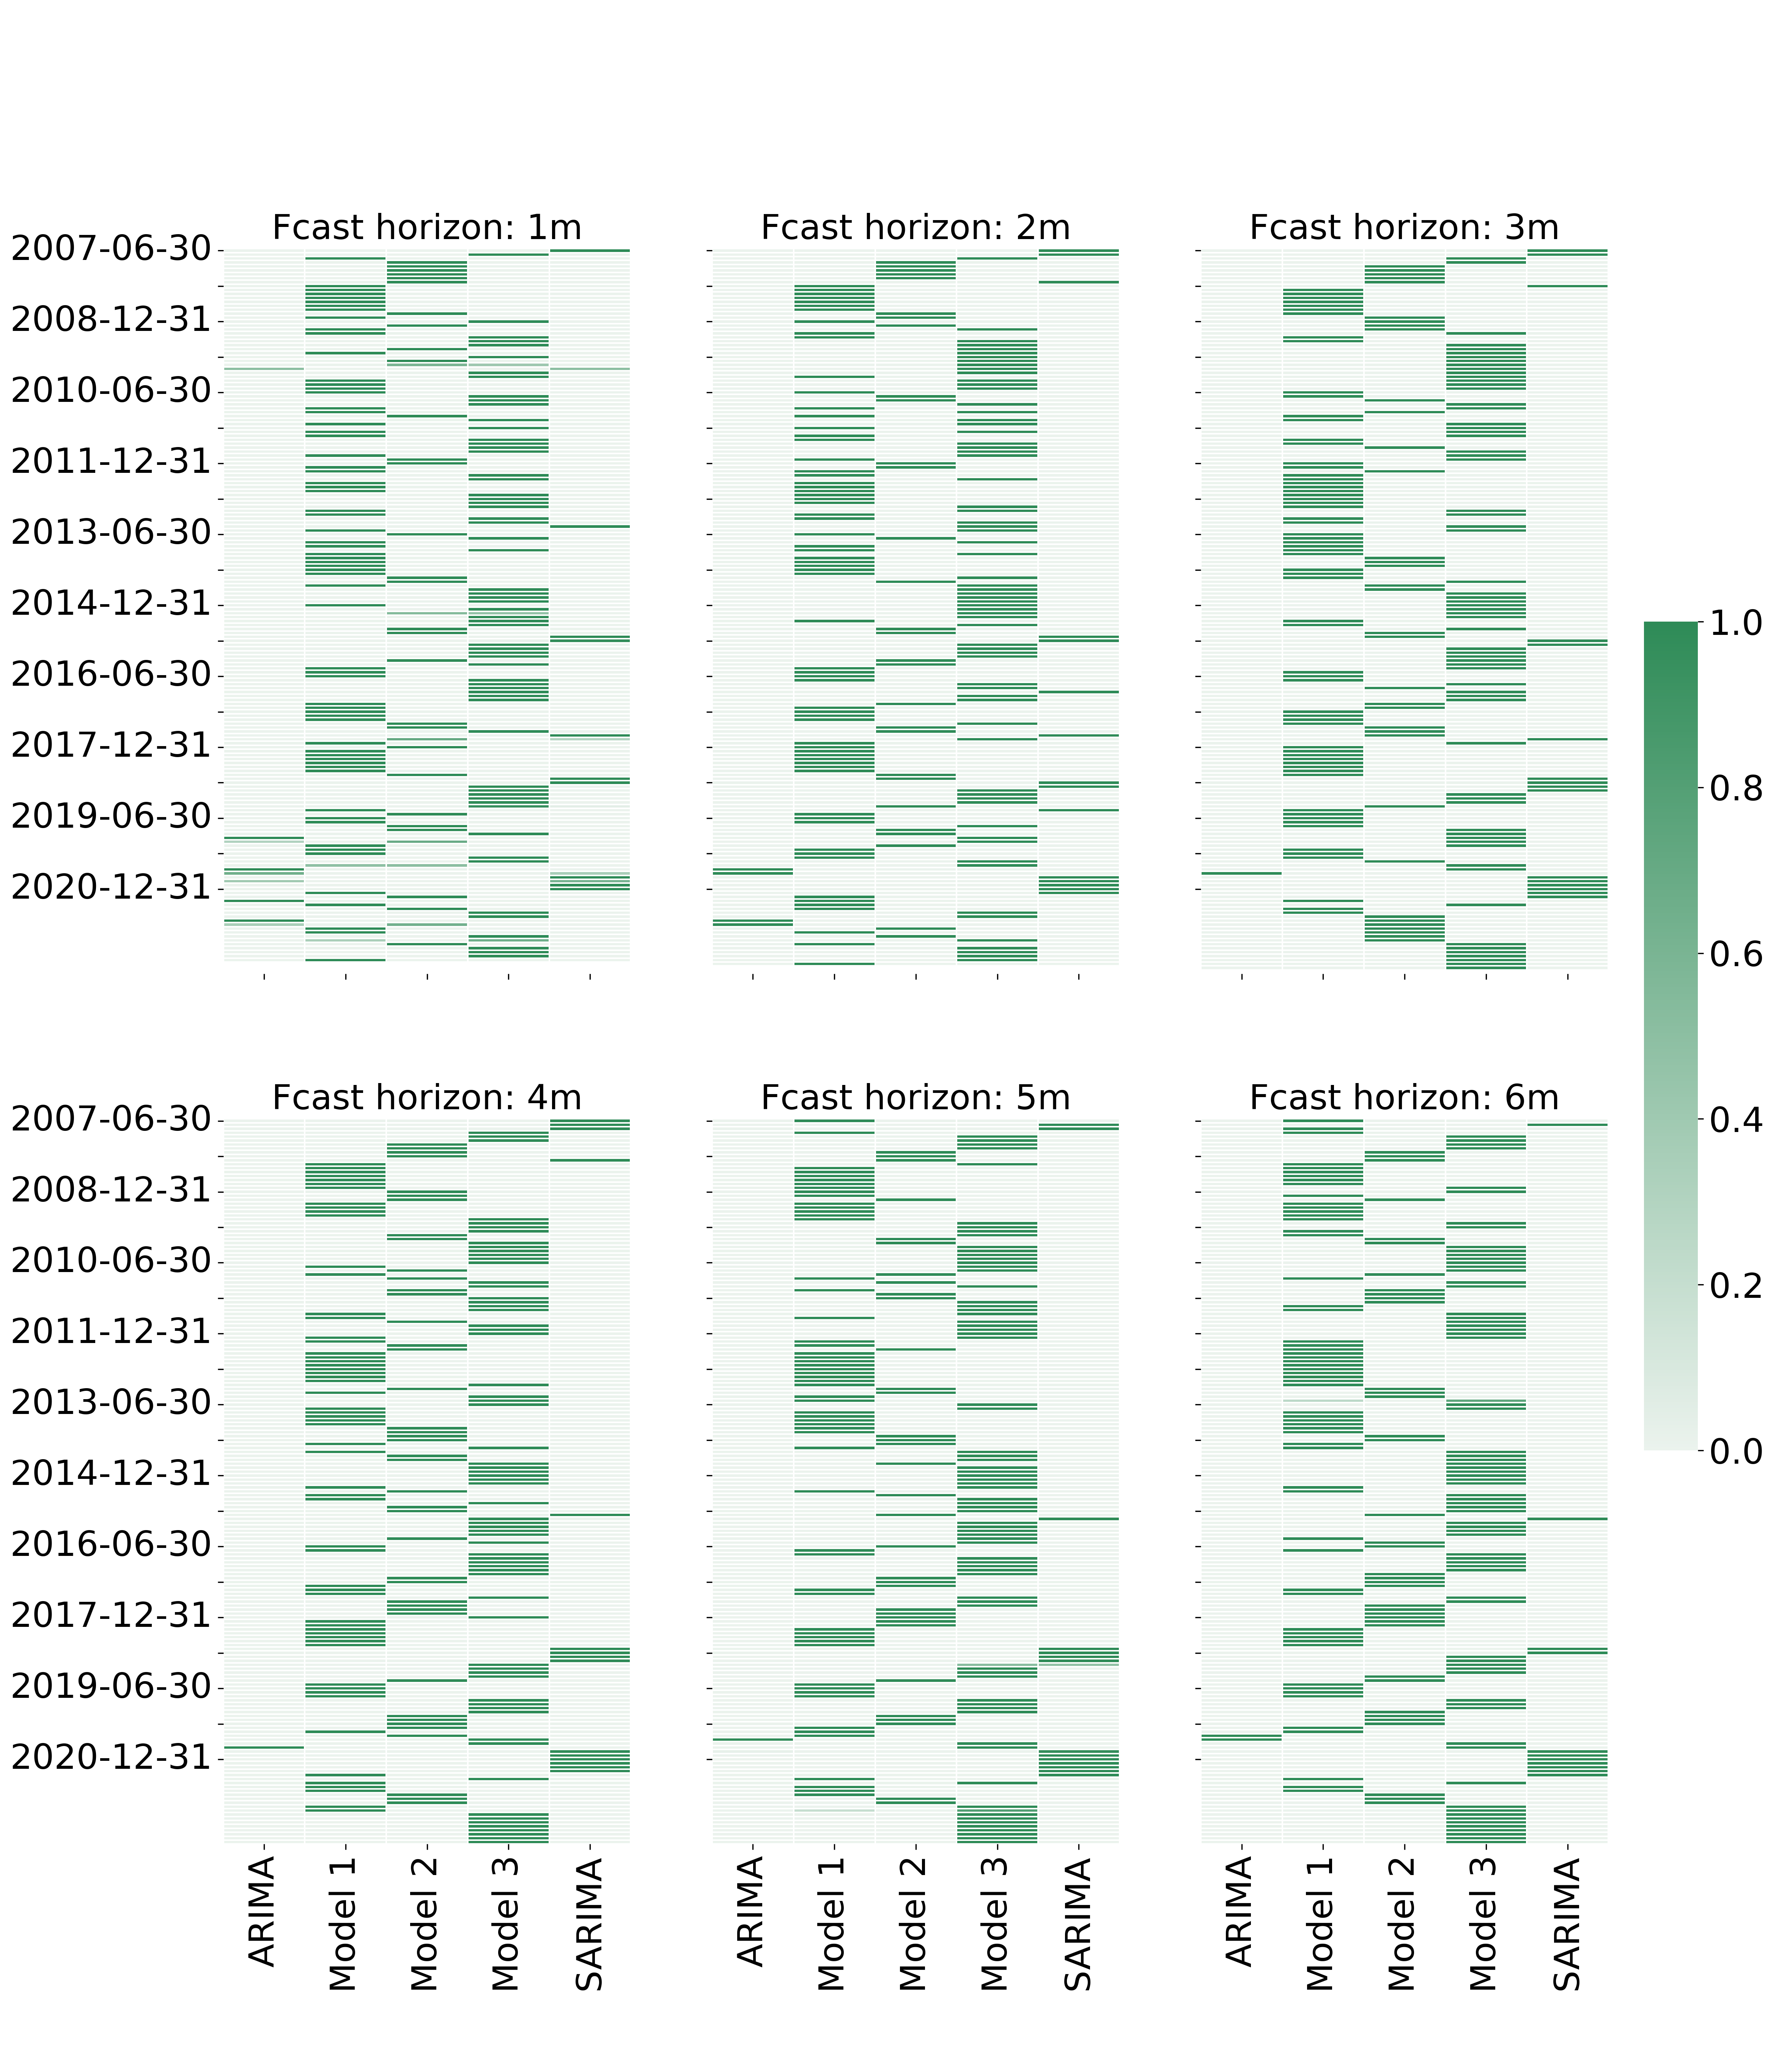 Fcast horizon: 1m
Fcast horizon: 2m
Fcast horizon: 3m
2007-06-30
2008-12-31
2010-06-30
2011-12-31
2013-06-30
2014-12-31
2016-06-30
2017-12-31
2019-06-30
2020-12-31
1.0
0.8
0.6
0.4
0.2
0.0
Fcast horizon: 4m
Fcast horizon: 5m
Fcast horizon: 6m
2007-06-30
2008-12-31
2010-06-30
2011-12-31
2013-06-30
2014-12-31
2016-06-30
2017-12-31
2019-06-30
2020-12-31
ARIMA
Model 1
Model 2
Model 3
SARIMA
ARIMA
Model 1
Model 2
Model 3
SARIMA
ARIMA
Model 1
Model 2
Model 3
SARIMA